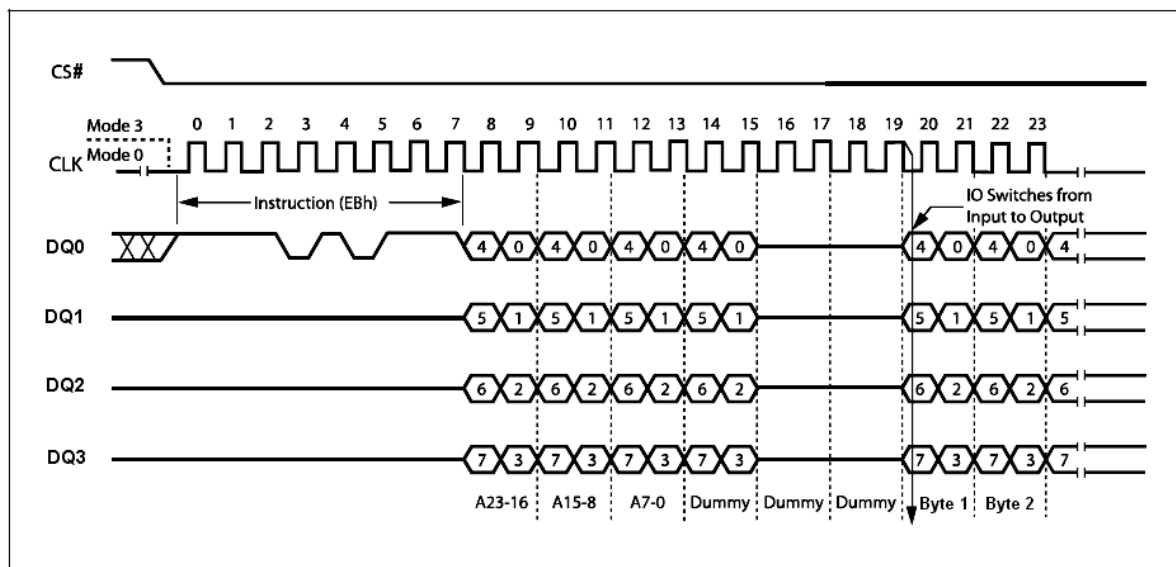 CS#
Mode 3
0 1 2 3 4 5 6 7 8 9 10 11 12 13 14 15 16 17 18 19 20 21 22 23
CLK
Mode 0
Instruction (EBh)
IO Switches from
Input to Output
DQ0
4 0 4 0 4 0 4 0 4 0 4 0 4
DQ1
5 1 5 1 5 1 5 1 5 1 5 1 5
DQ2
6 2 6 2 6 2 6 2 6 2 6 2 6
DQ3
7 3 7 3 7 3 7 3 7 3 7 3 7
A23-16 A15-8 A7-0 Dummy Dummy Dummy Byte 1 Byte 2